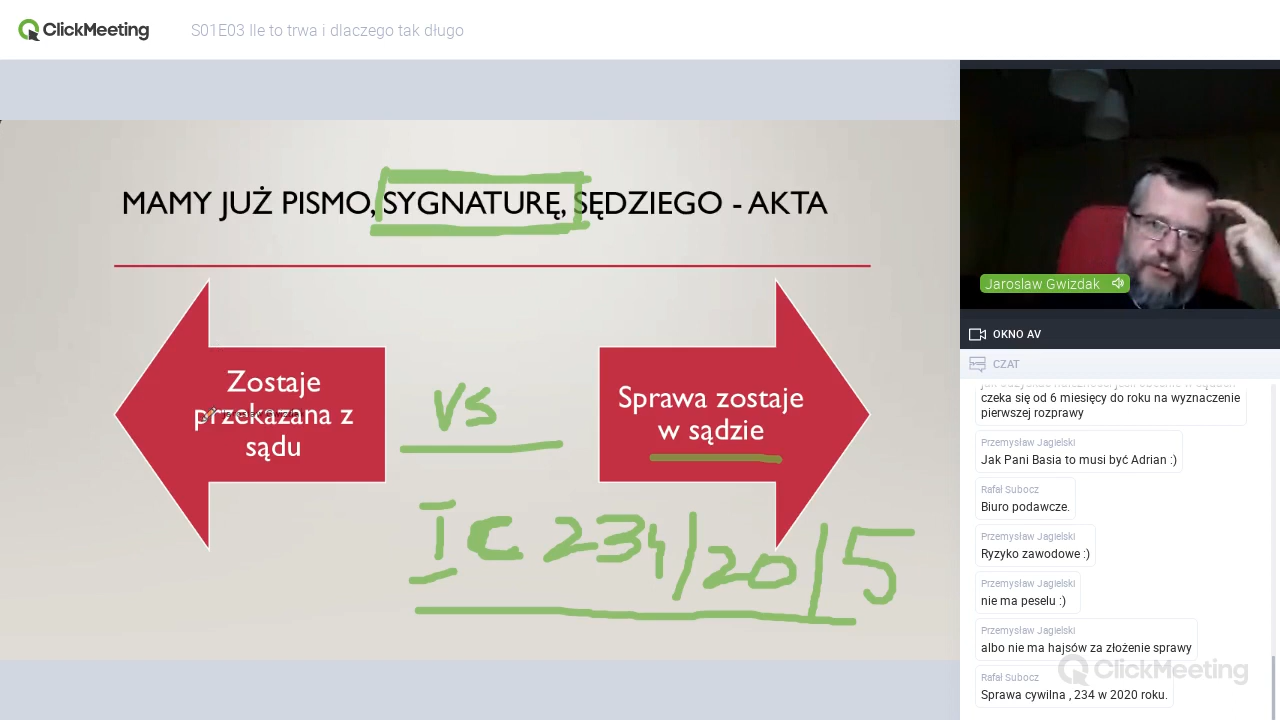 ClickMeeting
S01E03 Ile to trwa i dlaczego tak długo
MAMY JUŻ PISMO, SYGNATURĘ, SĘDZIEGO - AKTA
Zostaje
przekazana z
sądu
vs
Sprawa zostaje
w sądzie
I C 234/20/5
Jaroslaw Gwizdak
OKNO AV
CZAT
czeka się od 6 miesięcy do roku na wyznaczenie
pierwszej rozprawy
Przemysław Jagielski
Jak Pani Basia to musi być Adrian :)
Rafał Subocz
Biuro podawcze.
Przemysław Jagielski
Ryzyko zawodowe :)
Przemysław Jagielski
nie ma peselu :)
Przemysław Jagielski
albo nie ma hajsów za złożenie sprawy
Rafał Subocz
Sprawa cywilna , 234 w 2020 roku.
ClickMeeting